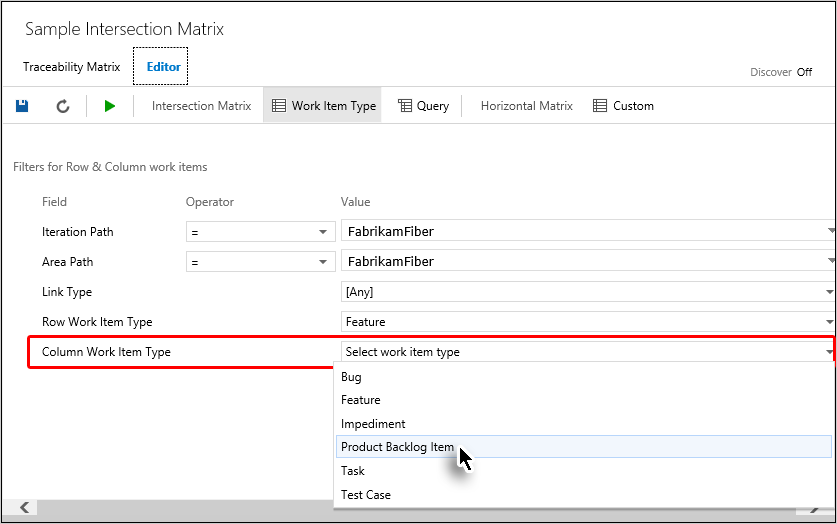 Sample Intersection Matrix
Traceability Matrix Editor
Discover Off
Intersection Matrix Work Item Type Query Horizontal Matrix Custom
Filters for Row & Column work items
Field Operator Value
Iteration Path = FabrikamFiber
Area Path = FabrikamFiber
Link Type [Any]
Row Work Item Type Feature
Column Work Item Type Select work item type
Bug
Feature
Impediment
Product Backlog Item
Task
Test Case